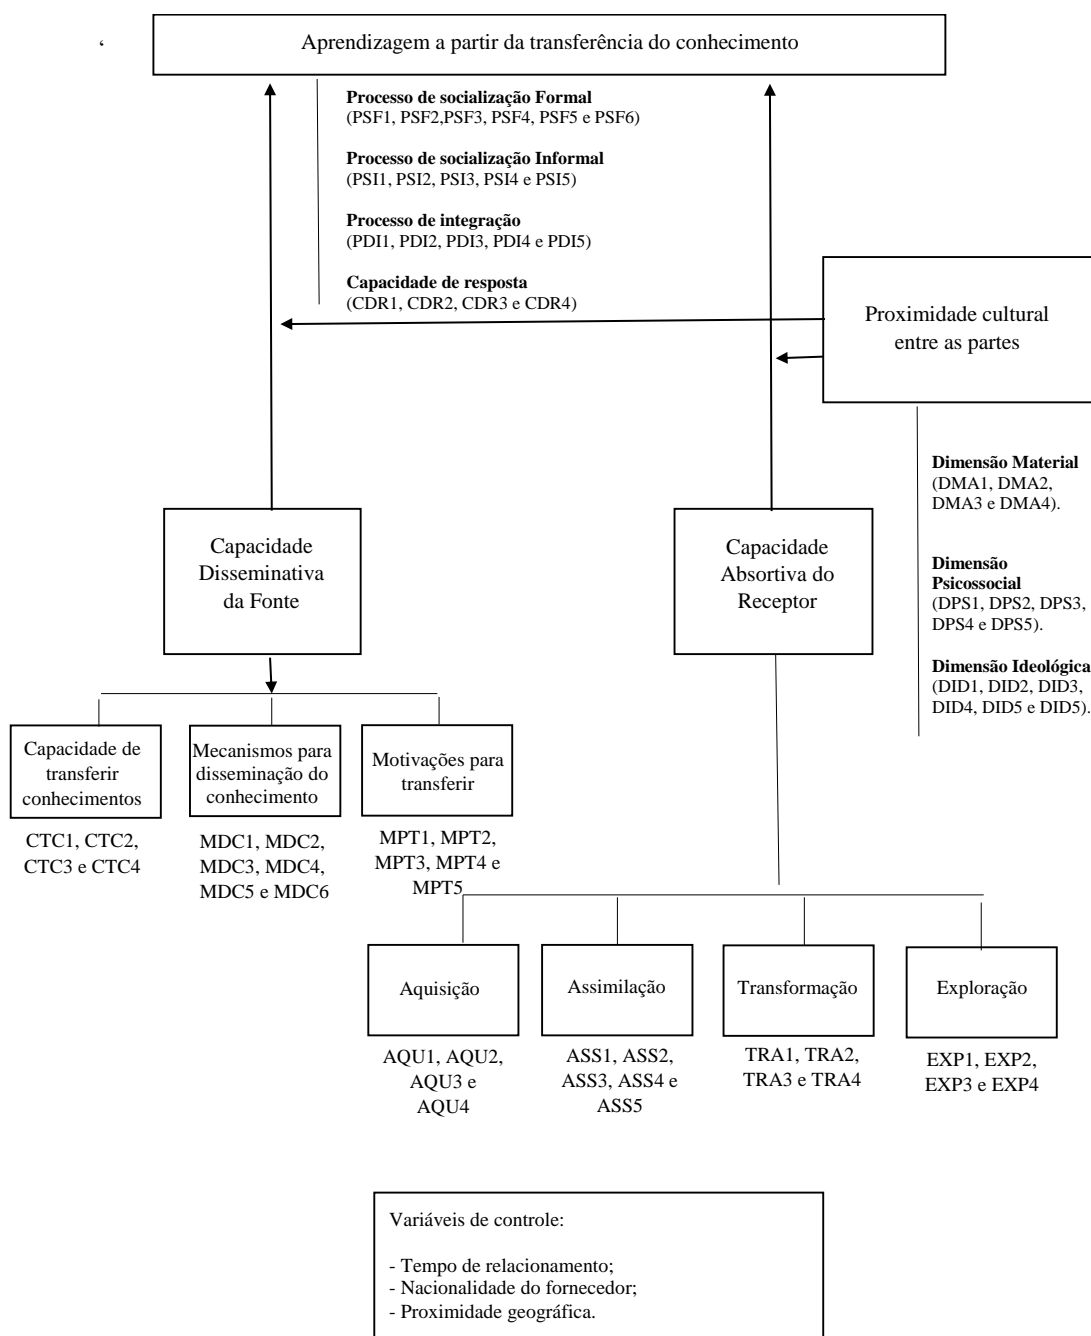 ‘
Aprendizagem a partir da transferência do conhecimento
Processo de socialização Formal
(PSF1, PSF2,PSF3, PSF4, PSF5 e PSF6)
Processo de socialização Informal
(PSI1, PSI2, PSI3, PSI4 e PSI5)
Processo de integração
(PDI1, PDI2, PDI3, PDI4 e PDI5)
Capacidade de resposta
(CDR1, CDR2, CDR3 e CDR4)
Proximidade cultural
entre as partes
Dimensão Material
(DMA1, DMA2,
DMA3 e DMA4).
Dimensão
Psicossocial
(DPS1, DPS2, DPS3,
DPS4 e DPS5).
Dimensão Ideológica
(DID1, DID2, DID3,
DID4, DID5 e DID5).
Capacidade
Disseminativa
da Fonte
Capacidade
Absortiva do
Receptor
Capacidade de
transferir
conhecimentos
Mecanismos para
disseminação do
conhecimento
Motivações para
transferir
CTC1, CTC2,
CTC3 e CTC4
MDC1, MDC2,
MDC3, MDC4,
MDC5 e MDC6
MPT1, MPT2,
MPT3, MPT4 e
MPT5
Aquisição
Assimilação
Transformação
Exploração
AQU1, AQU2,
AQU3 e
AQU4
ASS1, ASS2,
ASS3, ASS4 e
ASS5
TRA1, TRA2,
TRA3 e TRA4
EXP1, EXP2,
EXP3 e EXP4
Variáveis de controle:
- Tempo de relacionamento;
- Nacionalidade do fornecedor;
- Proximidade geográfica.